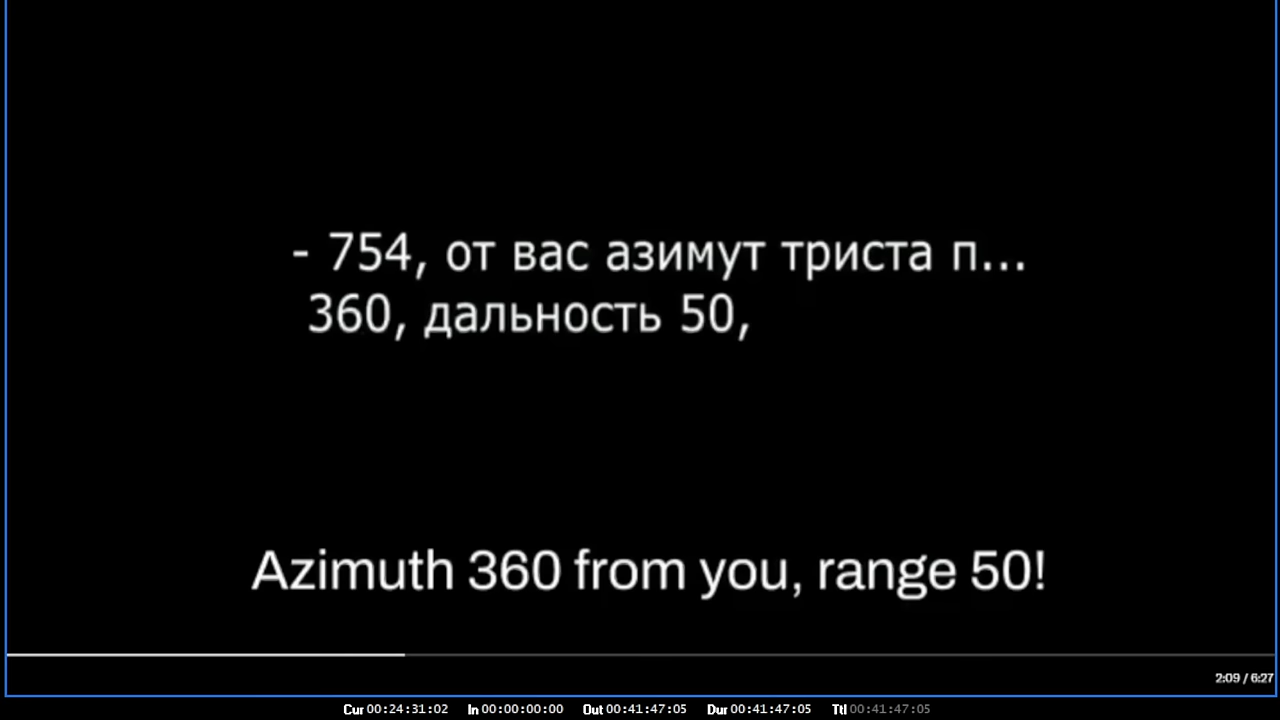 - 754, от вас азимут триста п...
360, дальность 50,
Azimuth 360 from you, range 50!
2:09 / 6:27
Cur 00:24:31:02 In 00:00:00:00 Out 00:41:47:05 Dur 00:41:47:05 Ttl 00:41:47:05